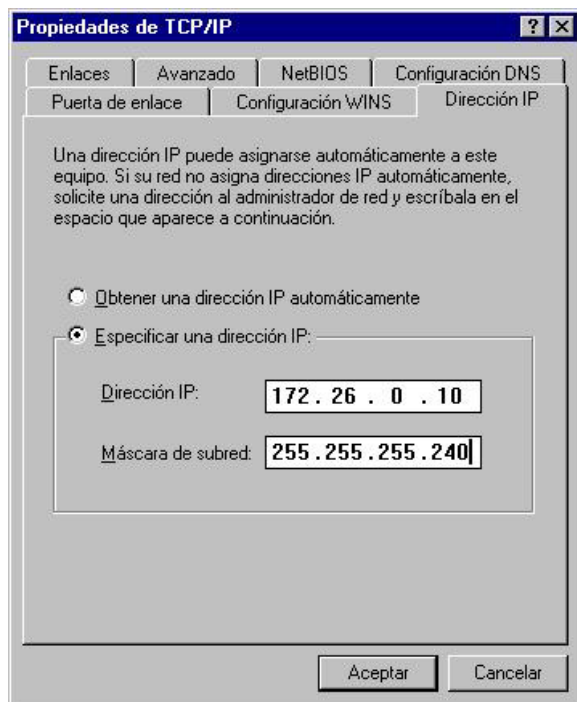 Propiedades de TCP/IP
Enlaces Avanzado NetBIOS Configuración DNS
Puerta de enlace Configuración WINS Dirección IP
Una dirección IP puede asignarse automáticamente a este
equipo. Si su red no asigna direcciones IP automáticamente,
solicite una dirección al administrador de red y escríbala en el
espacio que aparece a continuación.
Obtener una dirección IP automáticamente
Especificar una dirección IP:
Dirección IP: 172 . 26 . 0 . 10
Máscara de subred: 255 . 255 . 255 . 240
Aceptar Cancelar